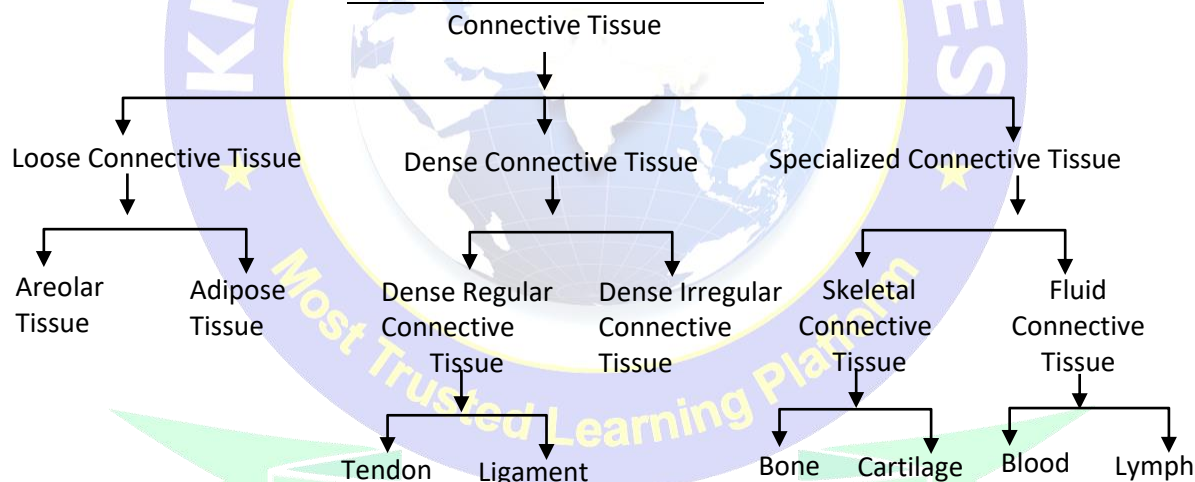 Connective Tissue
Loose Connective Tissue
Dense Connective Tissue
Specialized Connective Tissue
Areolar
Tissue
Adipose
Tissue
Dense Regular
Connective
Tissue
Dense Irregular
Connective
Tissue
Skeletal
Connective
Tissue
Fluid
Connective
Tissue
Tendon
Ligament
Bone
Cartilage
Blood
Lymph
KH
SE
Most Trusted Learning Platform